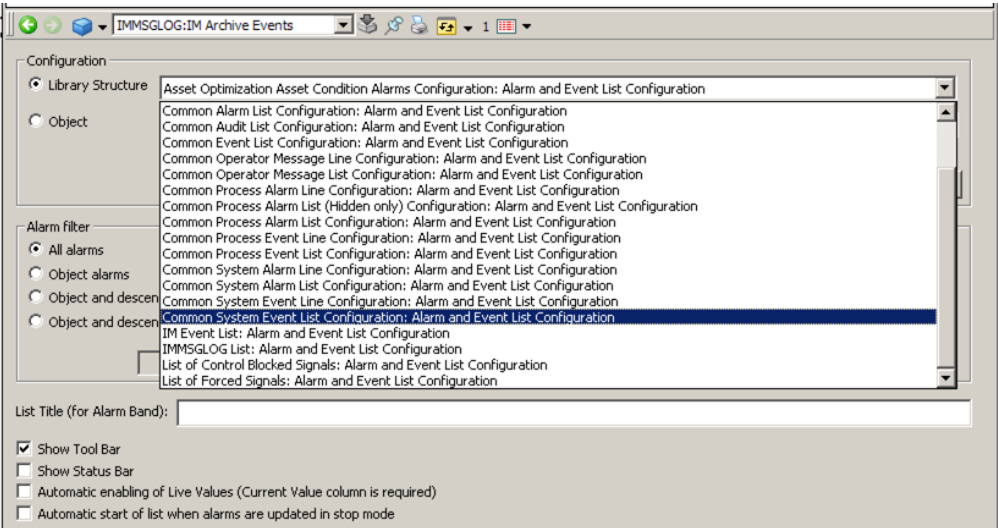 IMMSGLOG:IM Archive Events
1
Configuration
Library Structure
Asset Optimization Asset Condition Alarms Configuration: Alarm and Event List Configuration
Object
Common Alarm List Configuration: Alarm and Event List Configuration
Common Audit List Configuration: Alarm and Event List Configuration
Common Event List Configuration: Alarm and Event List Configuration
Common Operator Message Line Configuration: Alarm and Event List Configuration
Common Operator Message List Configuration: Alarm and Event List Configuration
Common Process Alarm Line Configuration: Alarm and Event List Configuration
Common Process Alarm List (Hidden only) Configuration: Alarm and Event List Configuration
Common Process Alarm List Configuration: Alarm and Event List Configuration
Common Process Event Line Configuration: Alarm and Event List Configuration
Common Process Event List Configuration: Alarm and Event List Configuration
Common System Alarm Line Configuration: Alarm and Event List Configuration
Common System Alarm List Configuration: Alarm and Event List Configuration
Common System Event Line Configuration: Alarm and Event List Configuration
Common System Event List Configuration: Alarm and Event List Configuration
IM Event List: Alarm and Event List Configuration
IMMSGLOG List: Alarm and Event List Configuration
List of Control Blocked Signals: Alarm and Event List Configuration
List of Forced Signals: Alarm and Event List Configuration
Alarm filter
All alarms
Object alarms
Object and descen
Object and descen
List Title (for Alarm Band):
Show Tool Bar
Show Status Bar
Automatic enabling of Live Values (Current Value column is required)
Automatic start of list when alarms are updated in stop mode